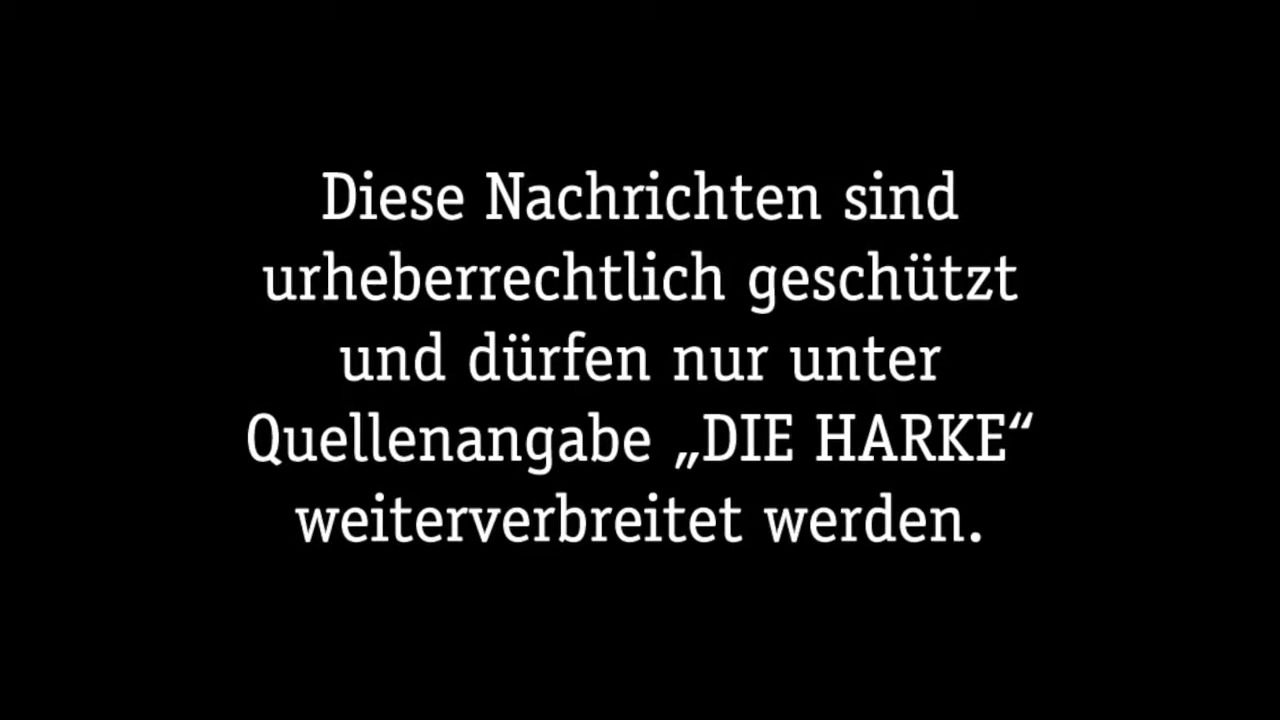 Diese Nachrichten sind
urheberrechtlich geschützt
und dürfen nur unter
Quellenangabe „DIE HARKE“
weiterverbreitet werden.